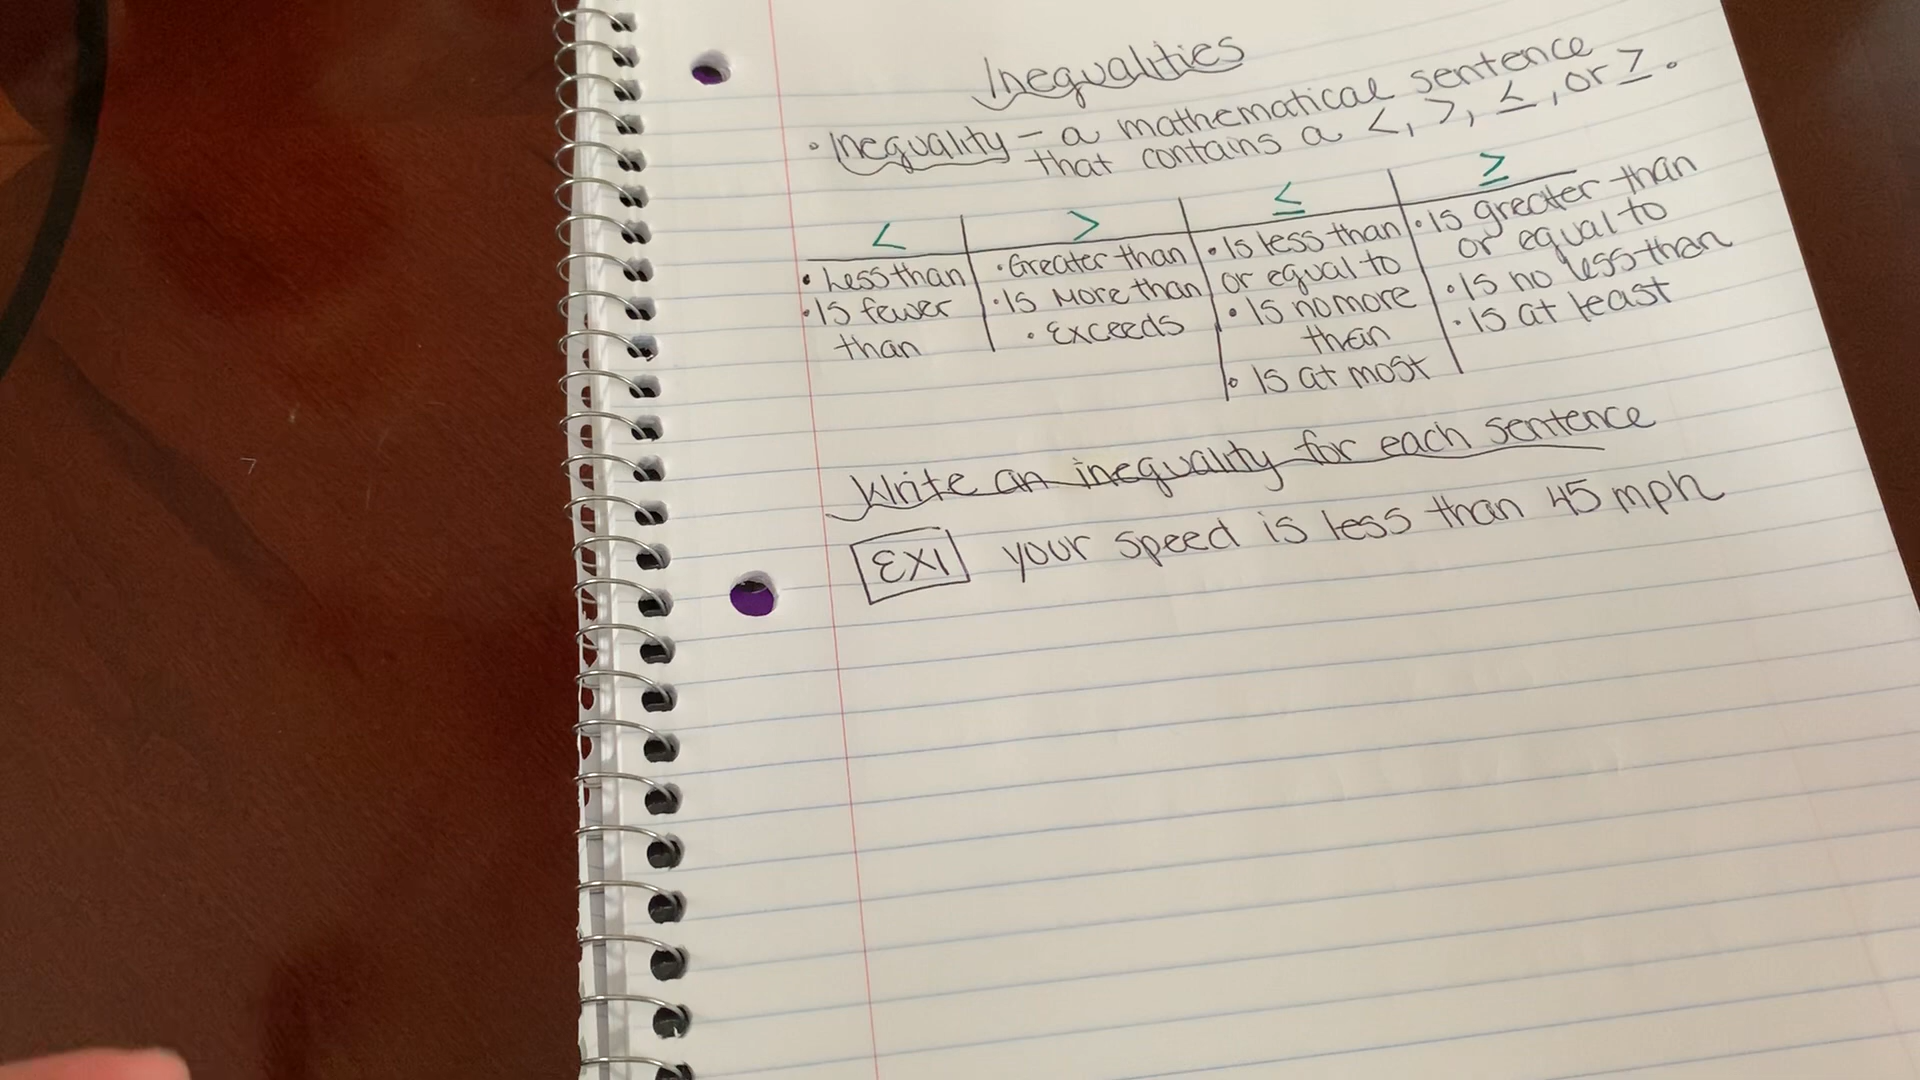 Inequalities
• Inequality - a mathematical sentence
that contains a <, >, ≤, or ≥.
< > ≤ ≥
• Less than
• Is fewer
than
• Greater than
• Is More than
• Exceeds
• Is less than
or equal to
• Is no more
than
• Is at most
• Is greater than
or equal to
• Is no less than
• Is at least
Write an inequality for each sentence
EX1 your speed is less than 45 mph